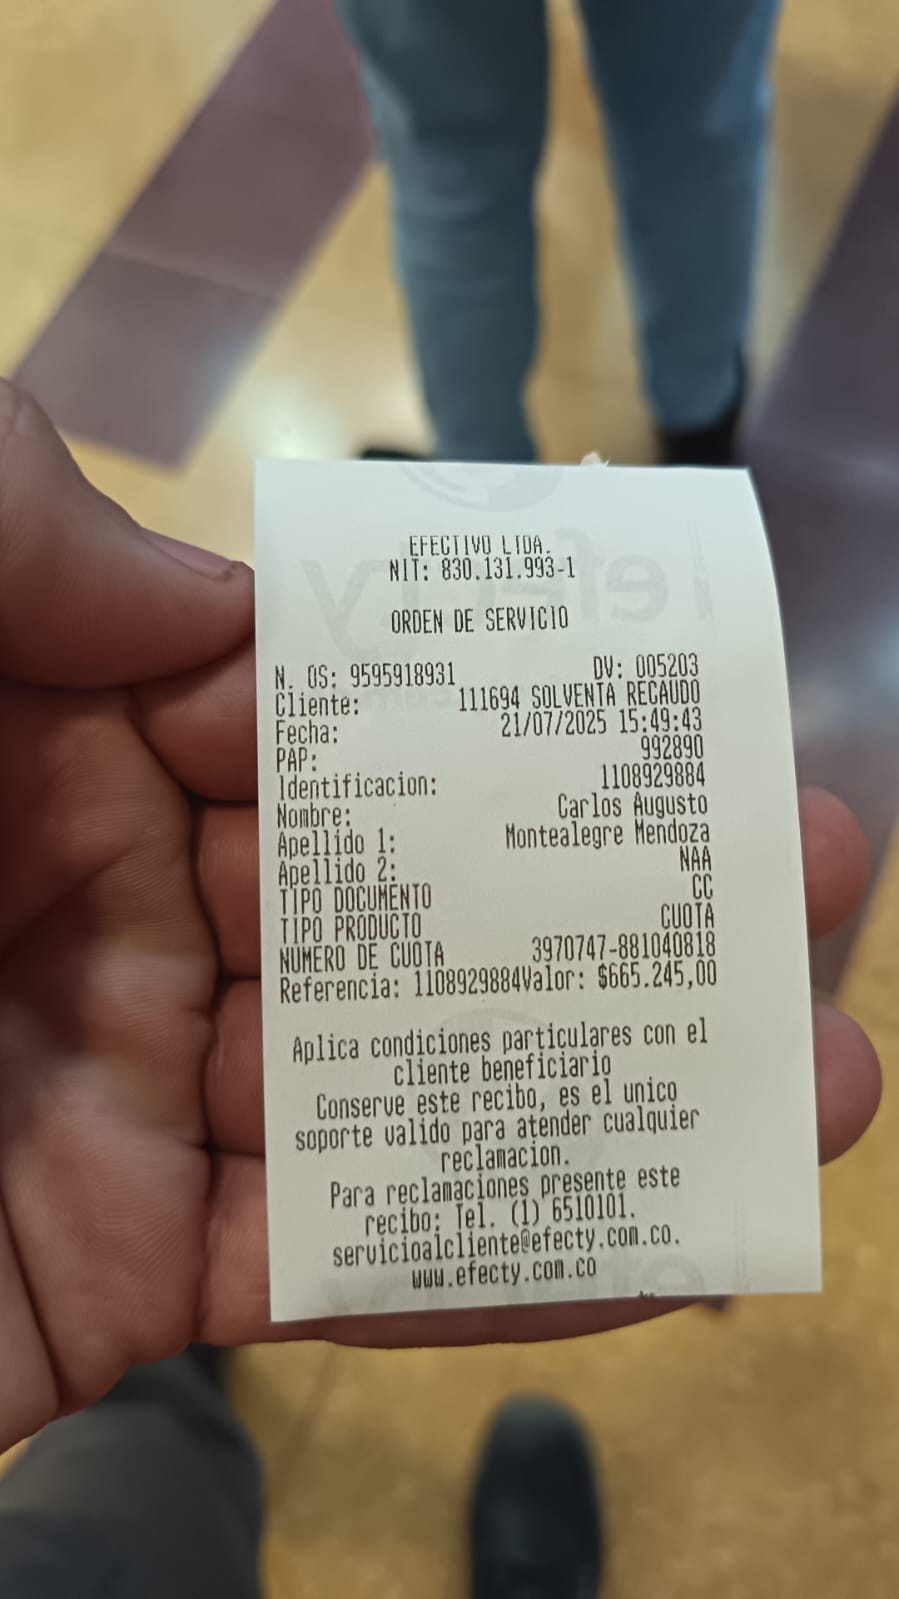 EFECTIVO LTDA.
NIT: 830.131.993-1
ORDEN DE SERVICIO
N. OS: 9595918931 DV: 005203
Cliente: 111694 SOLVENTA RECAUDO
Fecha: 21/07/2025 15:49:43
PAP: 992890
Identificacion: 1108929884
Nombre: Carlos Augusto
Apellido 1: Montealegre Mendoza
Apellido 2: NAA
TIPO DOCUMENTO CC
TIPO PRODUCTO CUOTA
NUMERO DE CUOTA 3970747-881040818
Referencia: 1108929884Valor: $665.245,00
Aplica condiciones particulares con el
cliente beneficiario
Conserve este recibo, es el unico
soporte valido para atender cualquier
reclamacion.
Para reclamaciones presente este
recibo: Tel. (1) 6510101.
servicioalcliente@efecty.com.co.
www.efecty.com.co